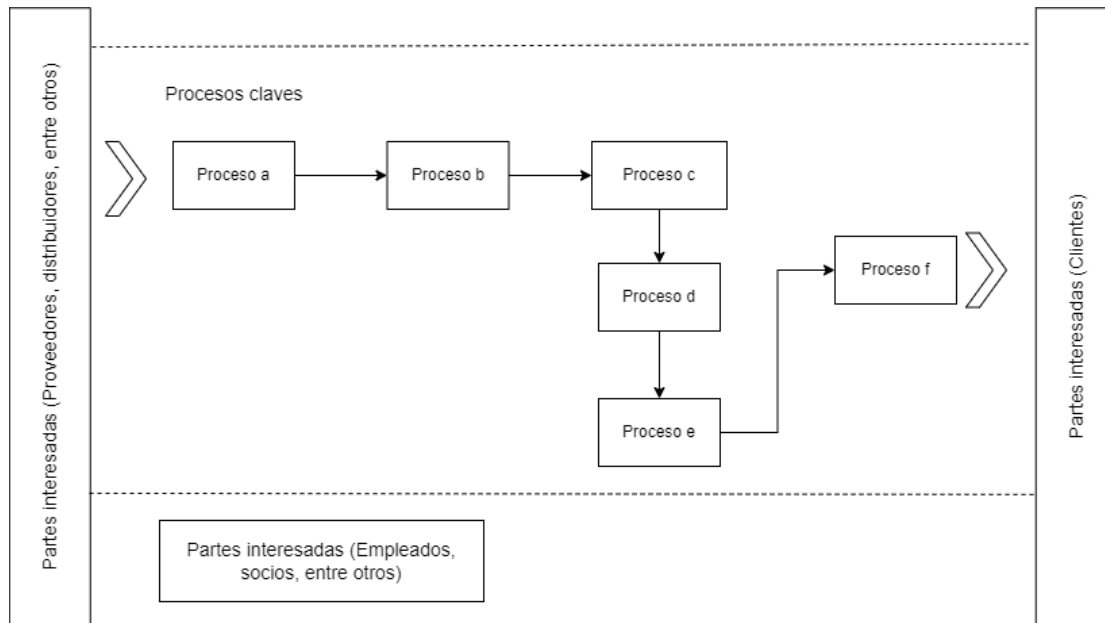 Partes interesadas (Proveedores, distribuidores, entre otros)
Procesos claves
Proceso a
Proceso b
Proceso c
Proceso d
Proceso e
Proceso f
Partes interesadas (Clientes)
Partes interesadas (Empleados,
socios, entre otros)